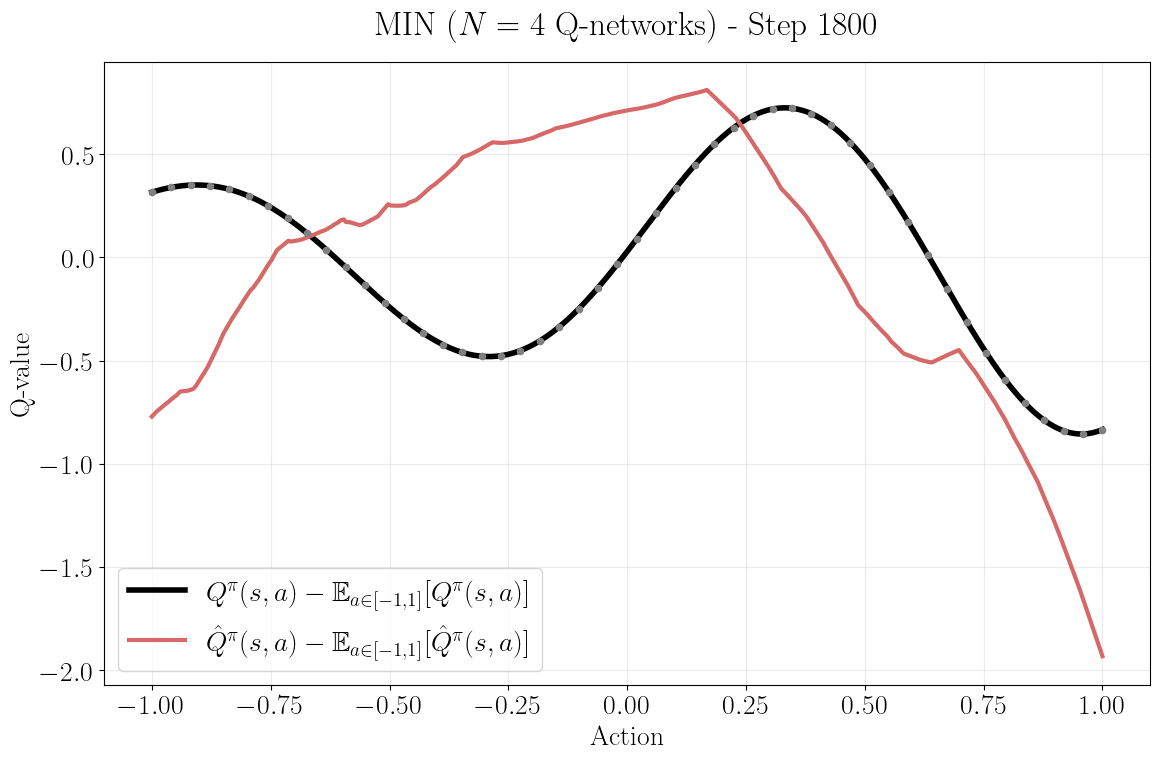 MIN (N = 4 Q-networks) - Step 1800
Q-value
0.5
0.0
−0.5
−1.0
−1.5
−2.0
Q^π(s, a) − 𝔼_{a∈[−1,1]}[Q^π(s, a)]
Q̂^π(s, a) − 𝔼_{a∈[−1,1]}[Q̂^π(s, a)]
−1.00 −0.75 −0.50 −0.25 0.00 0.25 0.50 0.75 1.00
Action